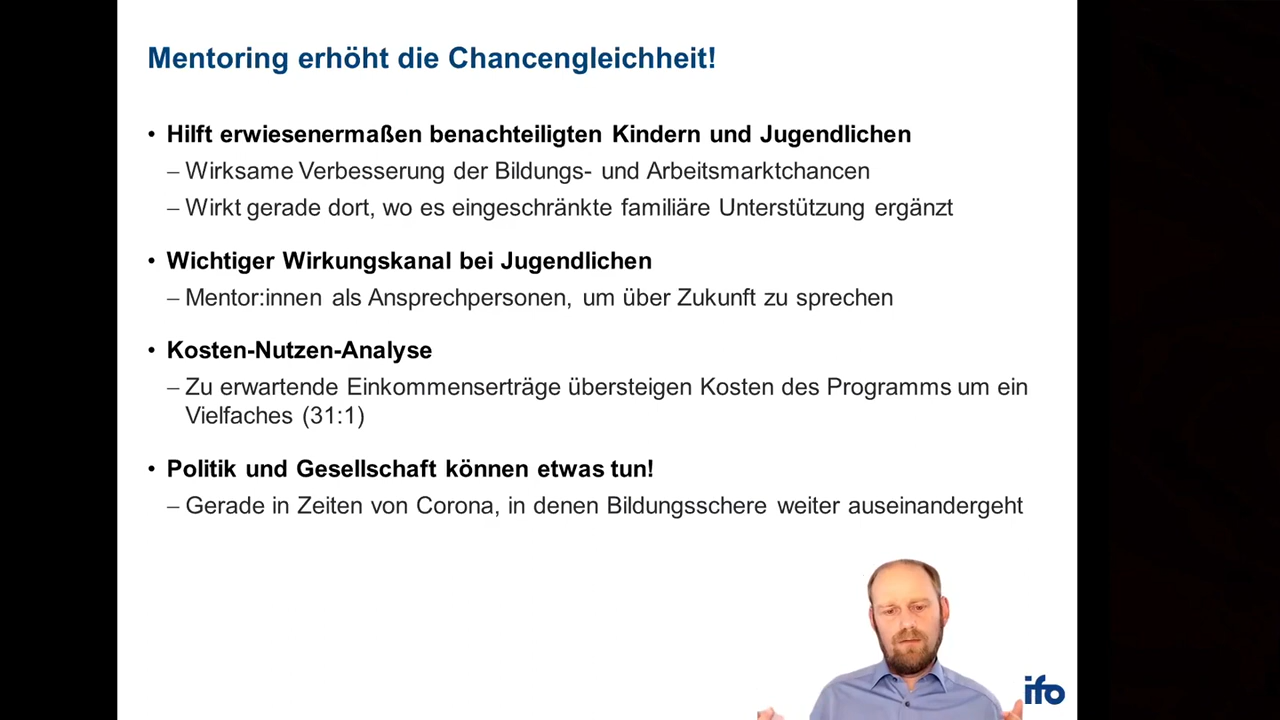 Mentoring erhöht die Chancengleichheit!
• Hilft erwiesenermaßen benachteiligten Kindern und Jugendlichen
– Wirksame Verbesserung der Bildungs- und Arbeitsmarktchancen
– Wirkt gerade dort, wo es eingeschränkte familiäre Unterstützung ergänzt
• Wichtiger Wirkungskanal bei Jugendlichen
– Mentor:innen als Ansprechpersonen, um über Zukunft zu sprechen
• Kosten-Nutzen-Analyse
– Zu erwartende Einkommenserträge übersteigen Kosten des Programms um ein
Vielfaches (31:1)
• Politik und Gesellschaft können etwas tun!
– Gerade in Zeiten von Corona, in denen Bildungsschere weiter auseinandergeht
ifo